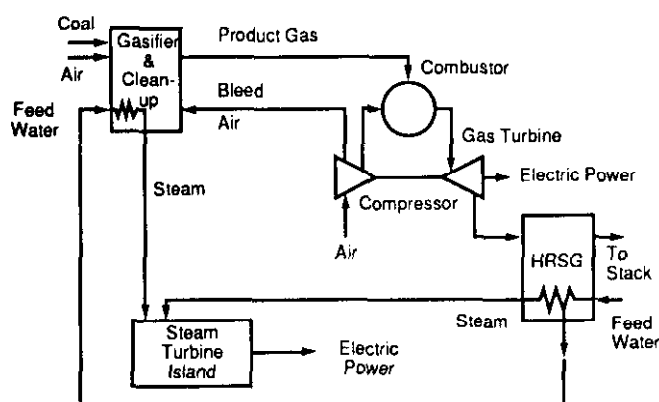 Coal
Air
Gasifier
&
Clean-
up
Product Gas
Combustor
Feed
Water
Bleed
Air
Gas Turbine
Electric Power
Steam
Compressor
Air
HRSG
To
Stack
Steam
Feed
Water
Steam
Turbine
Island
Electric
Power